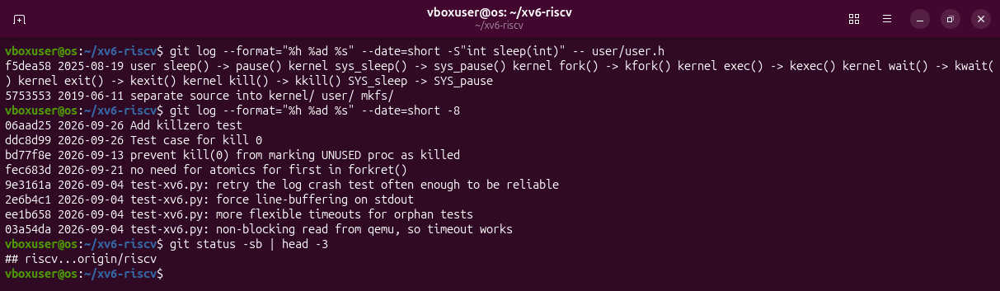 vboxuser@os: ~/xv6-riscv
~/xv6-riscv
vboxuser@os:~/xv6-riscv$ git log --format="%h %ad %s" --date=short -S"int sleep(int)" -- user/user.h
f5dea58 2025-08-19 user sleep() -> pause() kernel sys_sleep() -> sys_pause() kernel fork() -> kfork() kernel exec() -> kexec() kernel wait() -> kwait(
) kernel exit() -> kexit() kernel kill() -> kkill() SYS_sleep -> SYS_pause
5753553 2019-06-11 separate source into kernel/ user/ mkfs/
vboxuser@os:~/xv6-riscv$ git log --format="%h %ad %s" --date=short -8
06aad25 2026-09-26 Add killzero test
ddc8d99 2026-09-26 Test case for kill 0
bd77f8e 2026-09-13 prevent kill(0) from marking UNUSED proc as killed
fec683d 2026-09-21 no need for atomics for first in forkret()
9e3161a 2026-09-04 test-xv6.py: retry the log crash test often enough to be reliable
2e6b4c1 2026-09-04 test-xv6.py: force line-buffering on stdout
ee1b658 2026-09-04 test-xv6.py: more flexible timeouts for orphan tests
03a54da 2026-09-04 test-xv6.py: non-blocking read from qemu, so timeout works
vboxuser@os:~/xv6-riscv$ git status -sb | head -3
## riscv...origin/riscv
vboxuser@os:~/xv6-riscv$